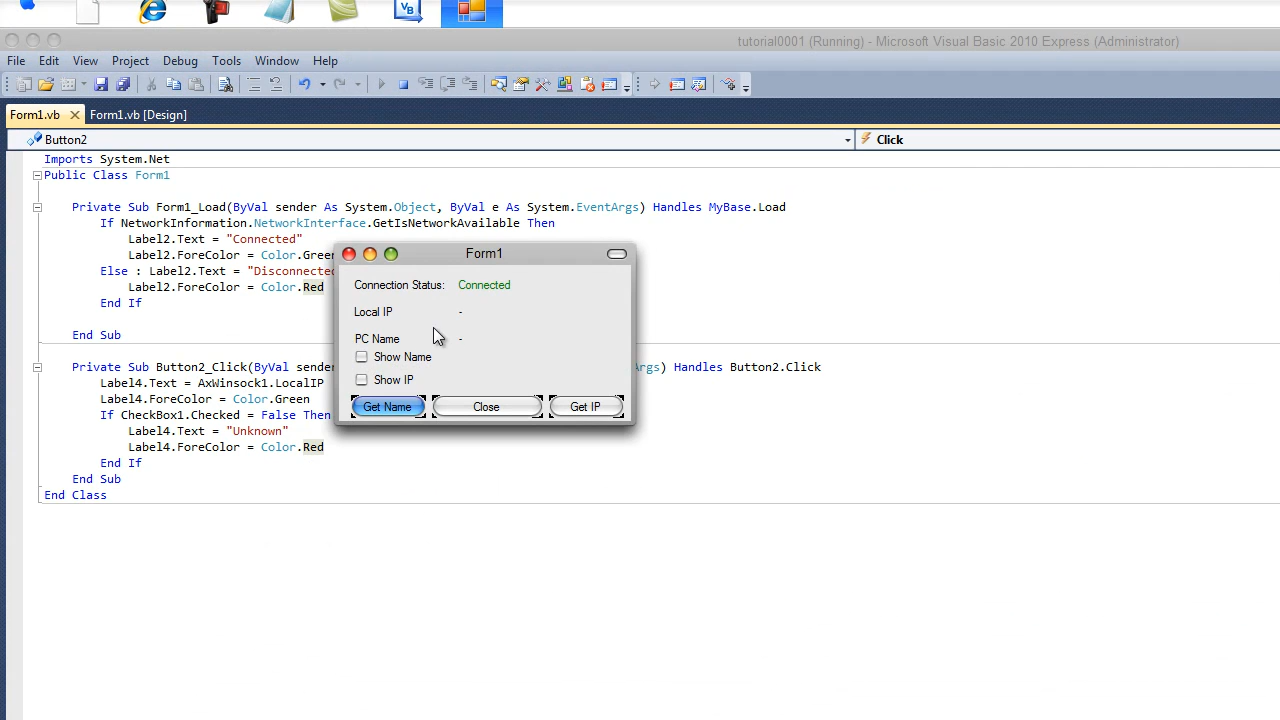 VB
tutorial0001 (Running) - Microsoft Visual Basic 2010 Express (Administrator)
File Edit View Project Debug Tools Window Help
Form1.vb Form1.vb [Design]
Button2 Click
Imports System.Net
Public Class Form1
Private Sub Form1_Load(ByVal sender As System.Object, ByVal e As System.EventArgs) Handles MyBase.Load
If NetworkInformation.NetworkInterface.GetIsNetworkAvailable Then
Label2.Text = "Connected"
Label2.ForeColor = Color.Green
Else : Label2.Text = "Disconnected
Label2.ForeColor = Color.Red
End If
End Sub
Private Sub Button2_Click(ByVal sender Args) Handles Button2.Click
Label4.Text = AxWinsock1.LocalIP
Label4.ForeColor = Color.Green
If CheckBox1.Checked = False Then
Label4.Text = "Unknown"
Label4.ForeColor = Color.Red
End If
End Sub
End Class
Form1
Connection Status: Connected
Local IP -
PC Name -
Show Name
Show IP
Get Name Close Get IP